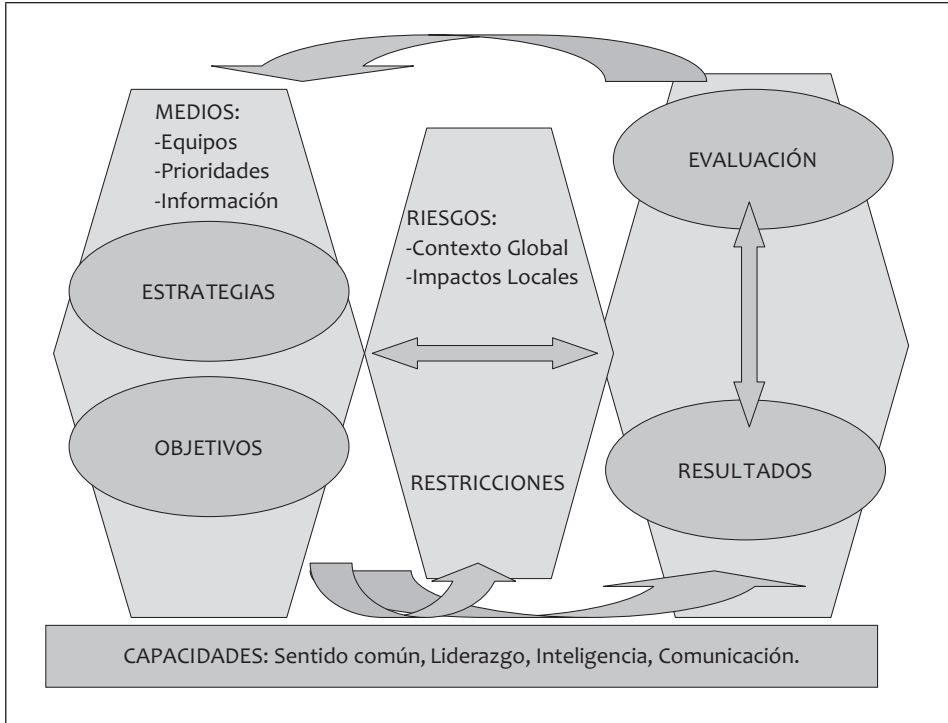 MEDIOS:
-Equipos
-Prioridades
-Información
ESTRATEGIAS
OBJETIVOS
RIESGOS:
-Contexto Global
-Impactos Locales
RESTRICCIONES
EVALUACIÓN
RESULTADOS
CAPACIDADES: Sentido común, Liderazgo, Inteligencia, Comunicación.